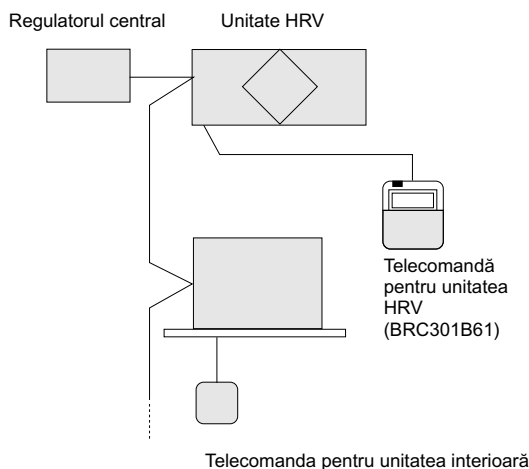 Regulatorul central
Unitate HRV
Telecomandă
pentru unitatea
HRV
(BRC301B61)
Telecomanda pentru unitatea interioară